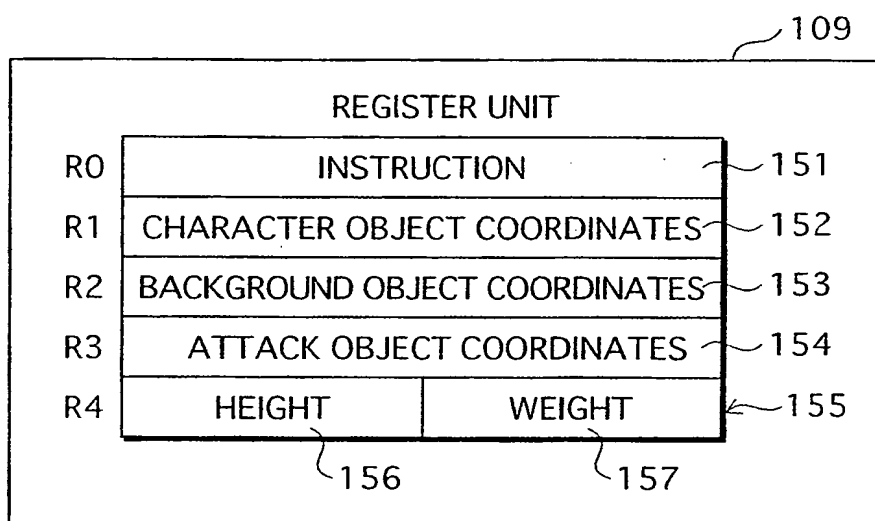 109
REGISTER UNIT
R0 INSTRUCTION 151
R1 CHARACTER OBJECT COORDINATES 152
R2 BACKGROUND OBJECT COORDINATES 153
R3 ATTACK OBJECT COORDINATES 154
R4 HEIGHT WEIGHT 155
156 157